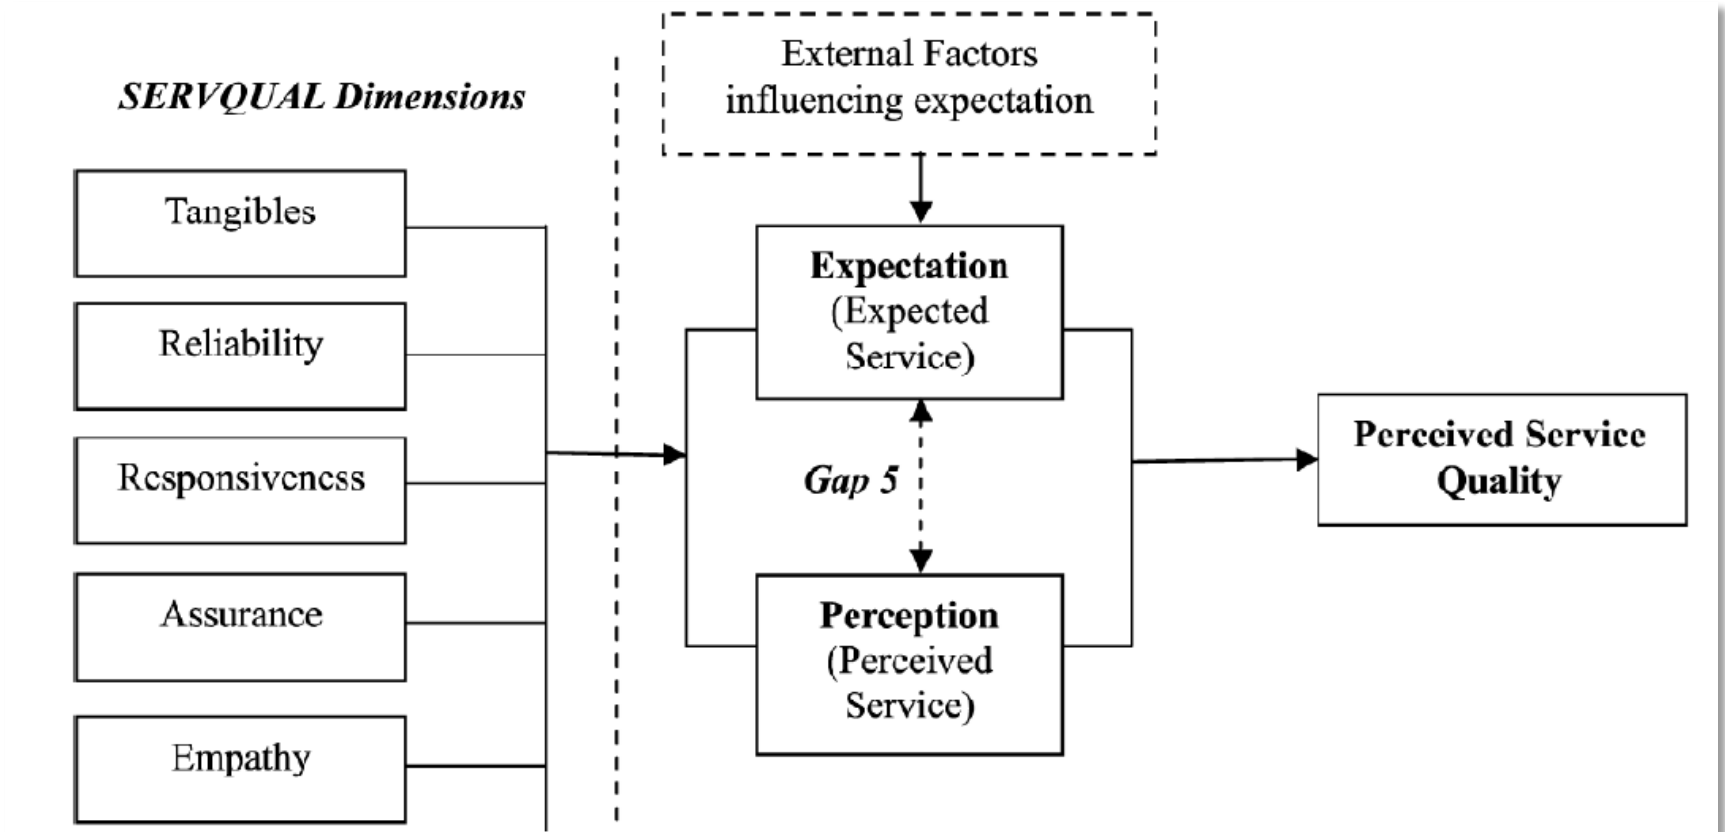 SERVQUAL Dimensions
Tangibles
Reliability
Responsiveness
Assurance
Empathy
External Factors
influencing expectation
Expectation
(Expected
Service)
Gap 5
Perception
(Perceived
Service)
Perceived Service
Quality